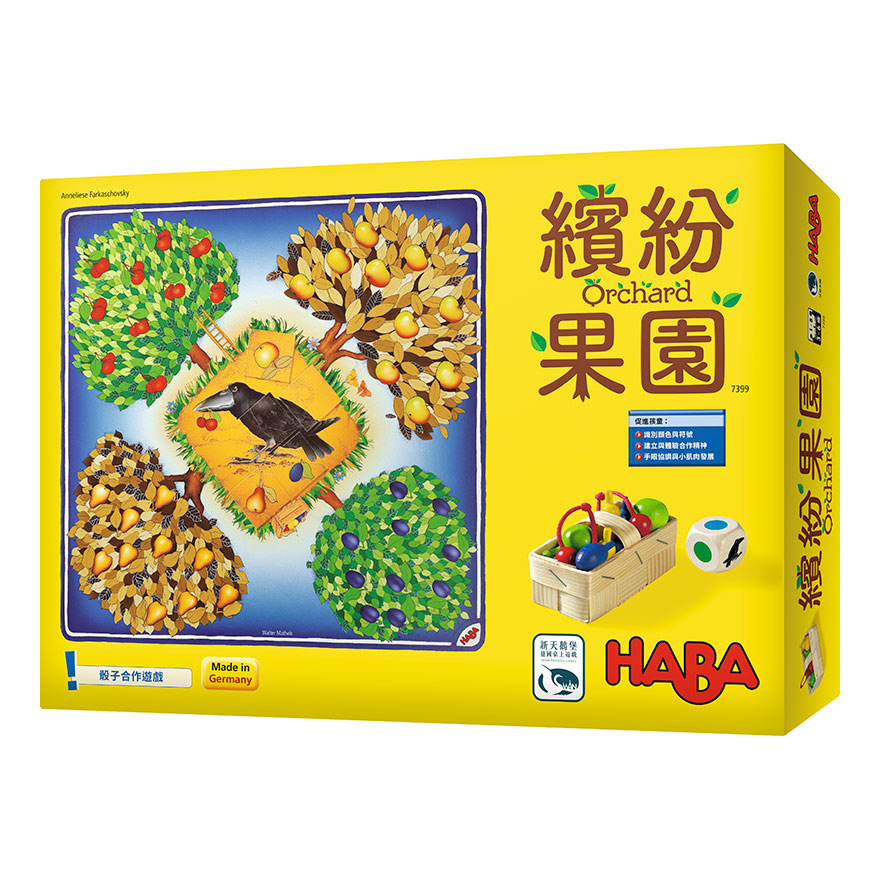 Anneliese Farkaschovsky
繽紛
Orchard
果園
7399
促進孩童：
識別顏色與符號
建立與體驗合作精神
手眼協調與小肌肉發展
Walter Matheis
HABA
骰子合作遊戲
Made in
Germany
新天鵝堡
德國桌上遊戲
HABA
HABA
繽紛果園
Orchard